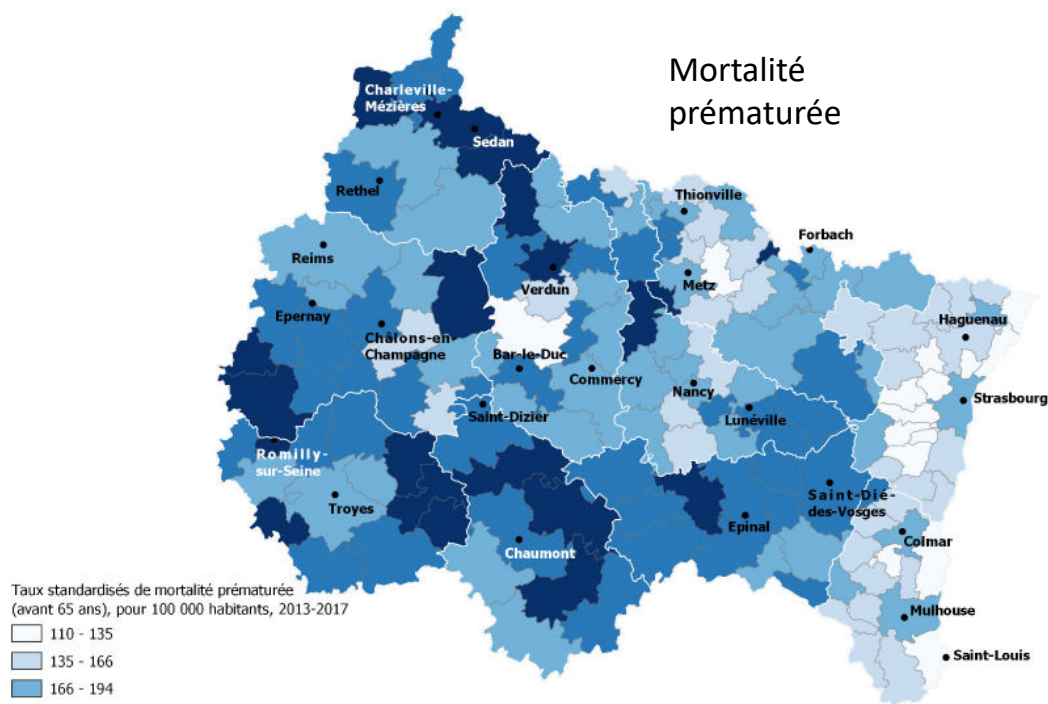 Mortalité
prématurée
Charleville-
Mézières
Sedan
Rethel
Thionville
Forbach
Reims
Verdun
Metz
Epernay
Haguenau
Châlons-en-
Champagne
Bar-le-Duc
Commercy
Nancy
Strasbourg
Saint-Dizier
Lunéville
Romilly-
sur-Seine
Troyes
Saint-Dié-
des-Vosges
Epinal
Chaumont
Colmar
Mulhouse
Saint-Louis
Taux standardisés de mortalité prématurée
(avant 65 ans), pour 100 000 habitants, 2013-2017
110 - 135
135 - 166
166 - 194